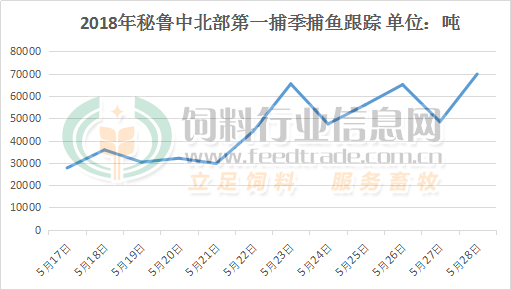 2018年秘鲁中北部第一捕季捕鱼跟踪 单位：吨
80000
70000
60000
50000
40000
30000
20000
10000
0
饲料行业信息网
www.feedtrade.com.cn
立足饲料 服务畜牧
5月17日 5月18日 5月19日 5月20日 5月21日 5月22日 5月23日 5月24日 5月25日 5月26日 5月27日 5月28日